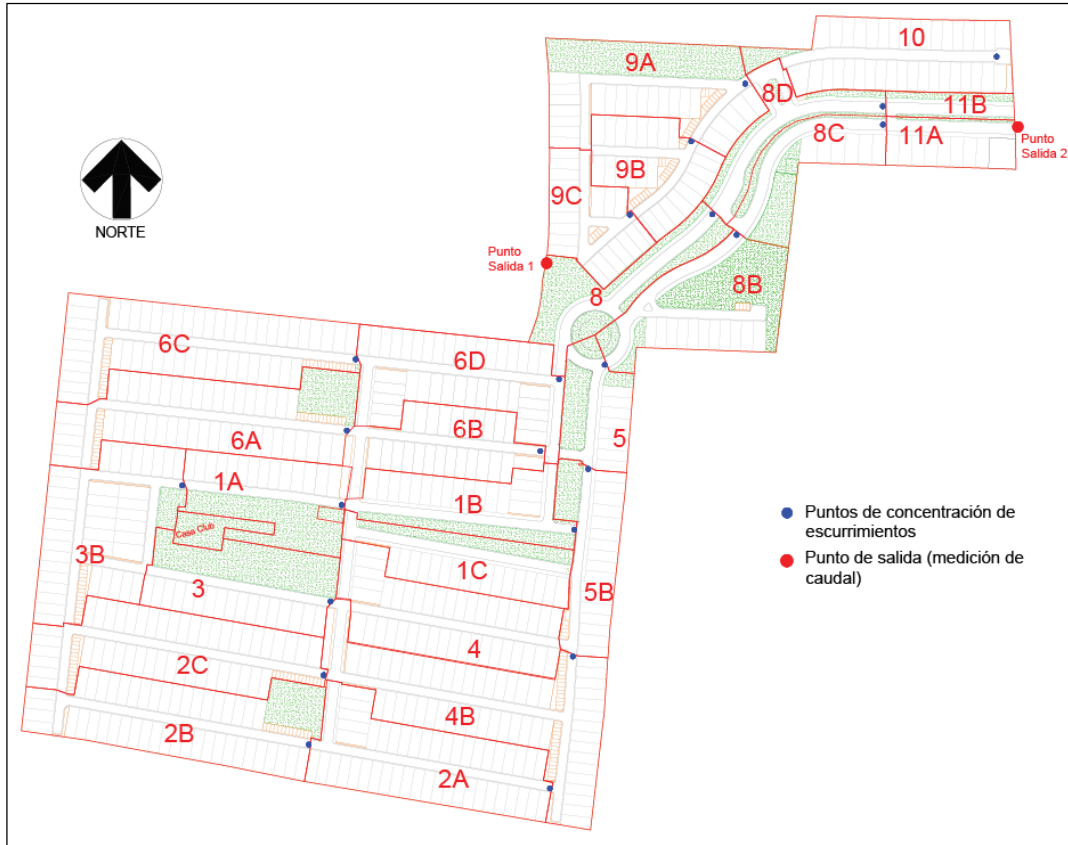 10
9A
8D
11B
8C
11A
Punto
Salida 2
9B
9C
NORTE
Punto
Salida 1
8B
8
6C
6D
6B
6A
5
1A
1B
Casa Club
Puntos de concentración de
escurrimientos
Punto de salida (medición de
caudal)
3B
1C
5B
3
4
2C
4B
2B
2A